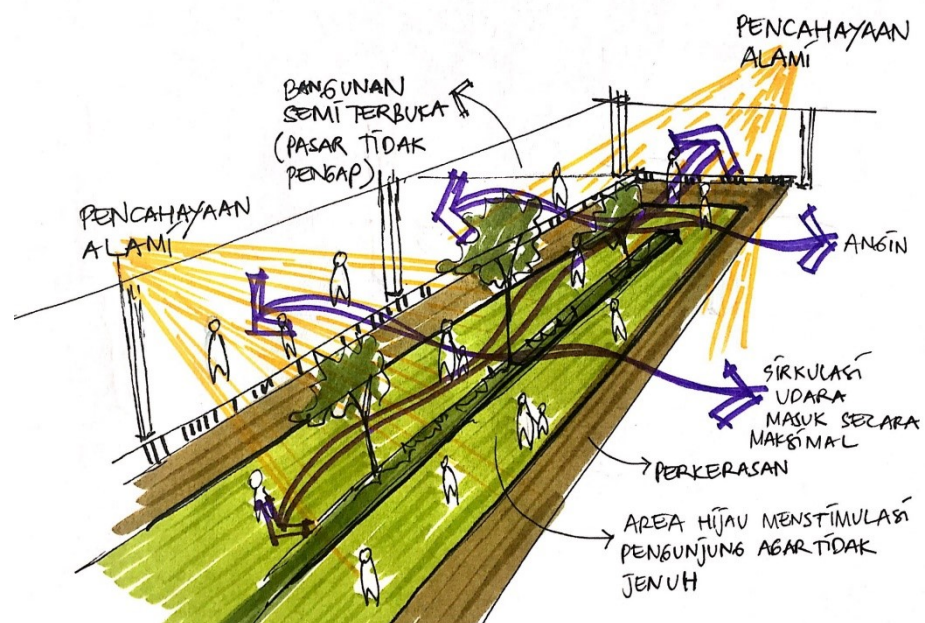 PENCAHAYAAN
ALAMI
BANGUNAN
SEMI TERBUKA
(PASAR TIDAK
PENGAP)
PENCAHAYAAN
ALAMI
ANGIN
SIRKULASI
UDARA
MASUK SECARA
MAKSIMAL
PERKERASAN
AREA HIJAU MENSTIMULASI
PENGUNJUNG AGAR TIDAK
JENUH